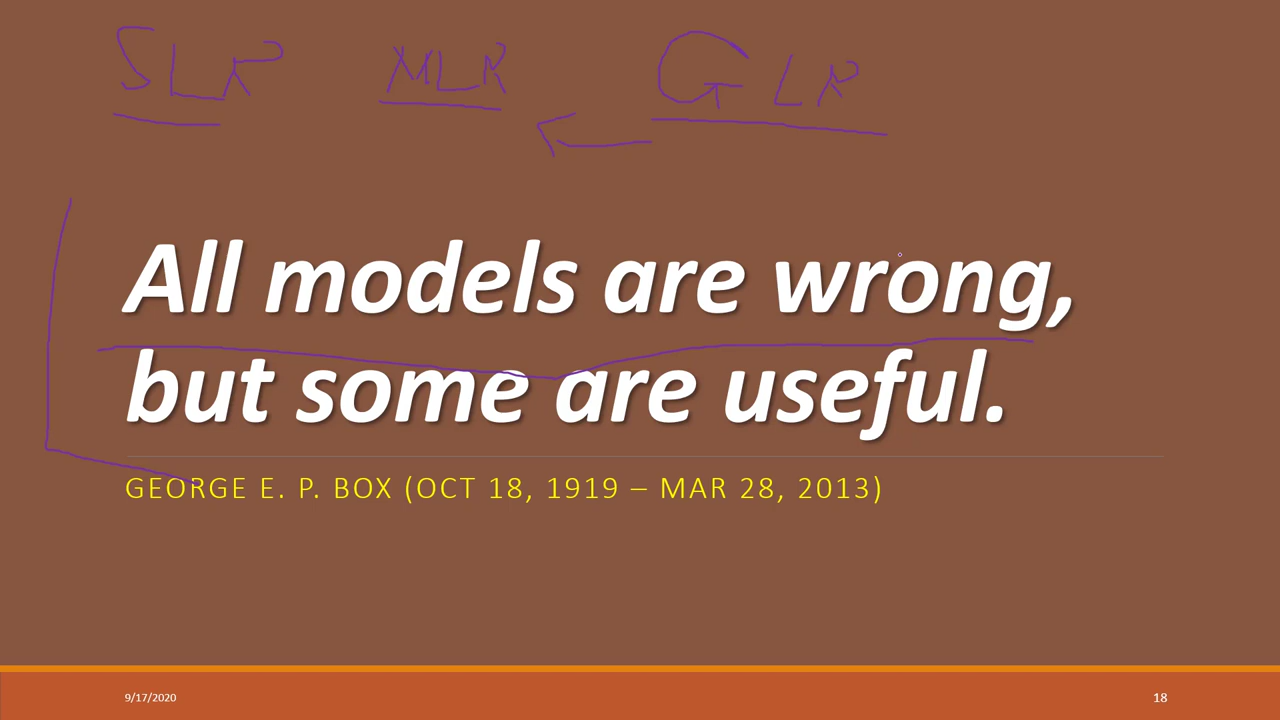 SLR MLR GLR
All models are wrong,
but some are useful.
GEORGE E. P. BOX (OCT 18, 1919 – MAR 28, 2013)
9/17/2020
18